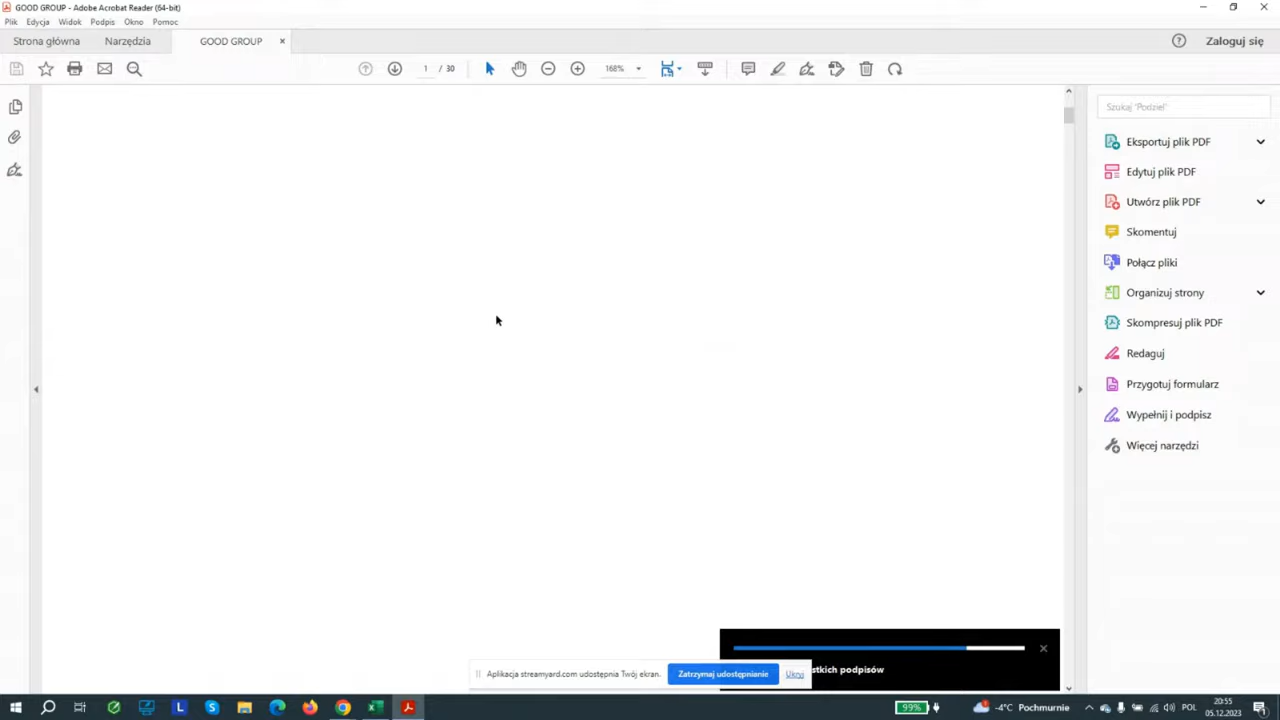 GOOD GROUP - Adobe Acrobat Reader (64-bit)
Plik Edycja Widok Podpis Okno Pomoc
Strona główna Narzędzia GOOD GROUP × Zaloguj się
1 / 30 168%
Szukaj 'Podziel'
Eksportuj plik PDF
Edytuj plik PDF
Utwórz plik PDF
Skomentuj
Połącz pliki
Organizuj strony
Skompresuj plik PDF
Redaguj
Przygotuj formularz
Wypełnij i podpisz
Więcej narzędzi
stkich podpisów
Aplikacja streamyard.com udostępnia Twój ekran. Zatrzymaj udostępnianie Ukryj
99% -4°C Pochmurnie POL 20:55
05.12.2023